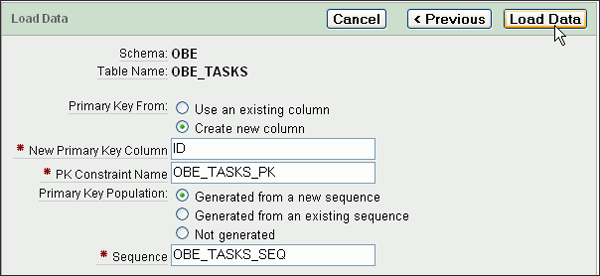 Load Data Cancel < Previous Load Data
Schema: OBE
Table Name: OBE_TASKS
Primary Key From: Use an existing column
Create new column
* New Primary Key Column ID
* PK Constraint Name OBE_TASKS_PK
Primary Key Population: Generated from a new sequence
Generated from an existing sequence
Not generated
* Sequence OBE_TASKS_SEQ